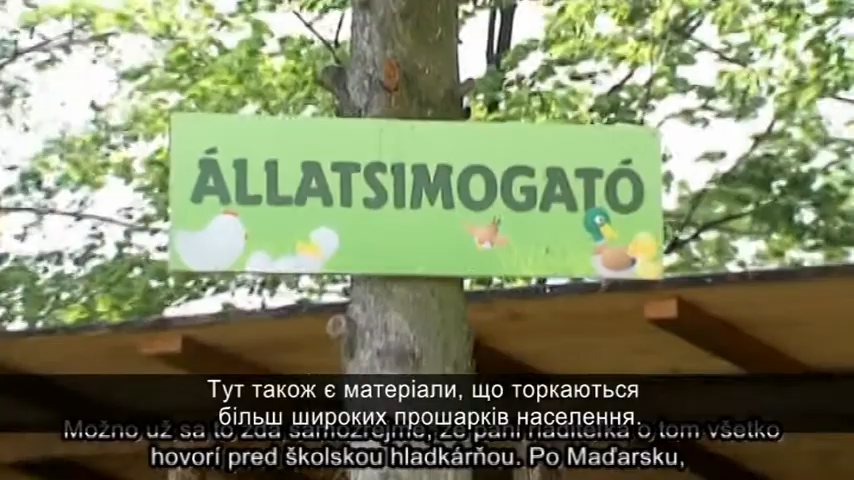 ÁLLATSIMOGATÓ
Тут також є матеріали, що торкаються
більш широких прошарків населення.
Možno už sa to zdá samozrejmé, že pani riaditeľka o tom všetko
hovorí pred školskou hladkárňou. Po Maďarsku,